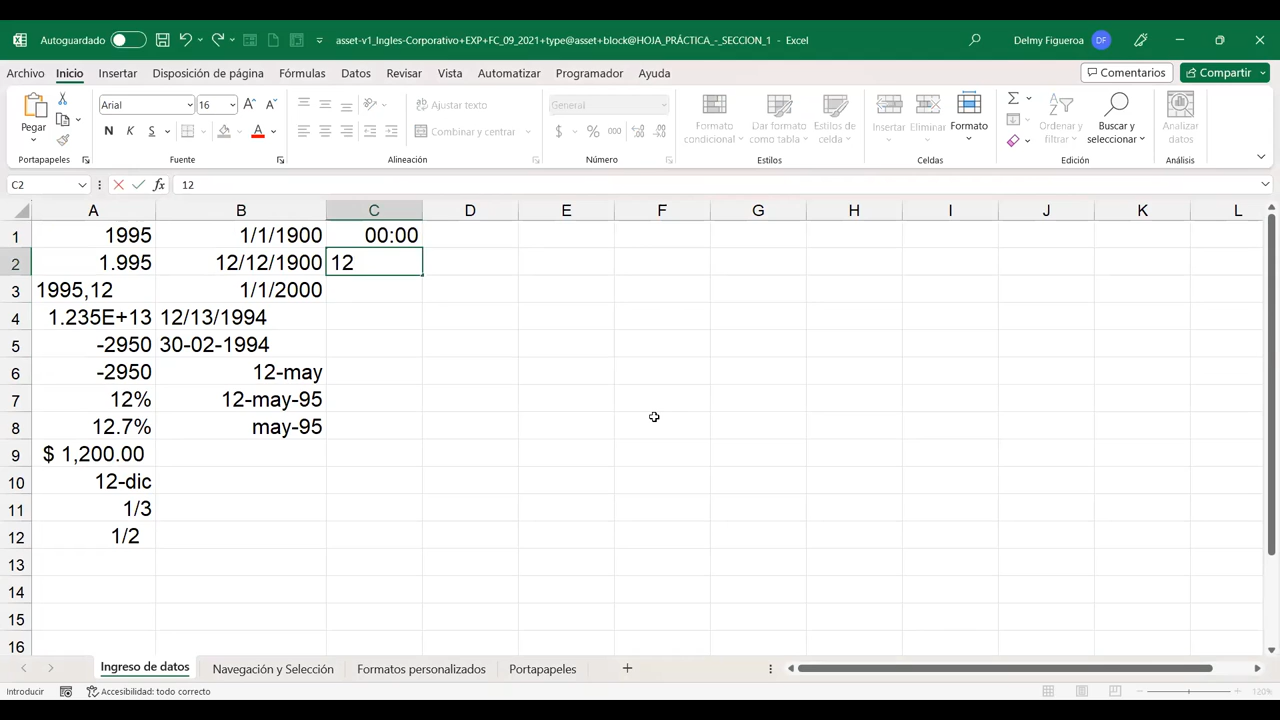 Autoguardado
asset-v1_Ingles-Corporativo+EXP+FC_09_2021+type@asset+block@HOJA_PRÁCTICA_-_SECCION_1 - Excel
Delmy Figueroa DF
Archivo Inicio Insertar Disposición de página Fórmulas Datos Revisar Vista Automatizar Programador Ayuda
Comentarios Compartir
Pegar
Arial 16
N K S
Ajustar texto
Combinar y centrar
General
$ % 000
Formato condicional
Dar formato como tabla
Estilos de celda
Insertar Eliminar Formato
Ordenar y filtrar
Buscar y seleccionar
Analizar datos
Portapapeles Fuente Alineación Número Estilos Celdas Edición Análisis
C2 fx 12
A B C D E F G H I J K L
1 1995 1/1/1900 00:00
2 1.995 12/12/1900 12
3 1995,12 1/1/2000
4 1.235E+13 12/13/1994
5 -2950 30-02-1994
6 -2950 12-may
7 12% 12-may-95
8 12.7% may-95
9 $ 1,200.00
10 12-dic
11 1/3
12 1/2
13
14
15
16
Ingreso de datos Navegación y Selección Formatos personalizados Portapapeles
Introducir Accesibilidad: todo correcto 120%